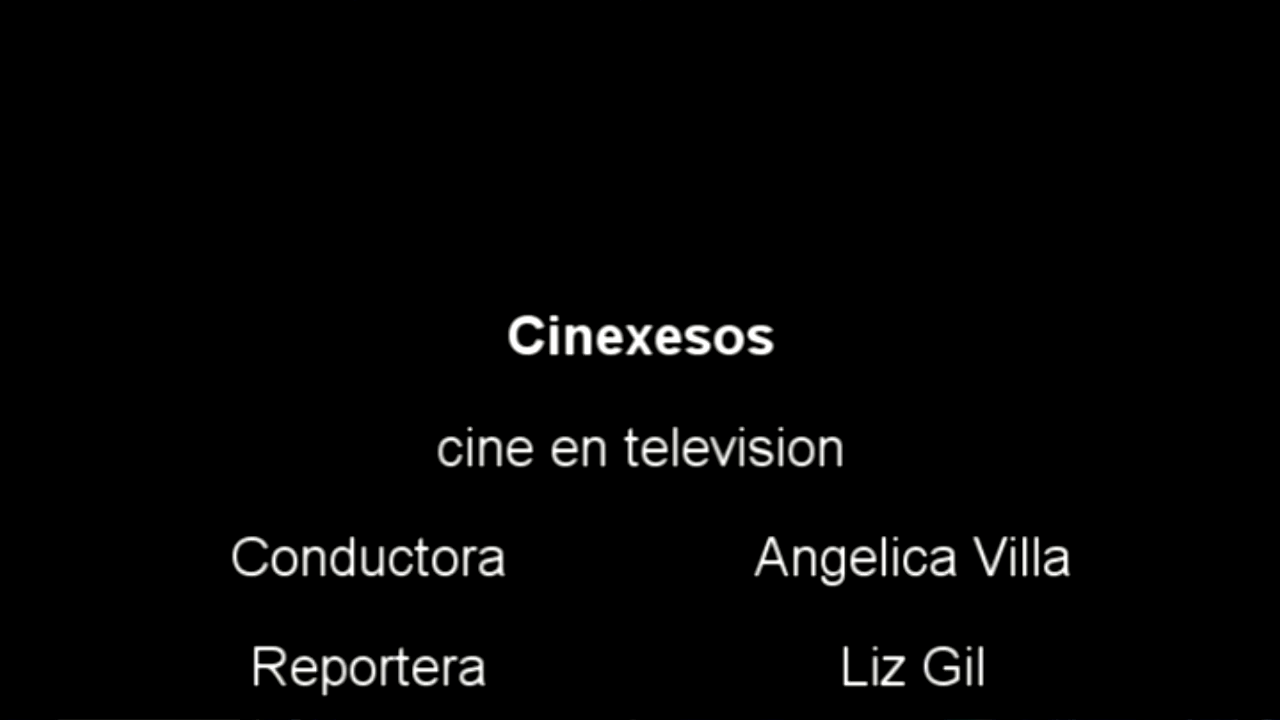 Cinexesos
cine en television
Conductora Angelica Villa
Reportera Liz Gil